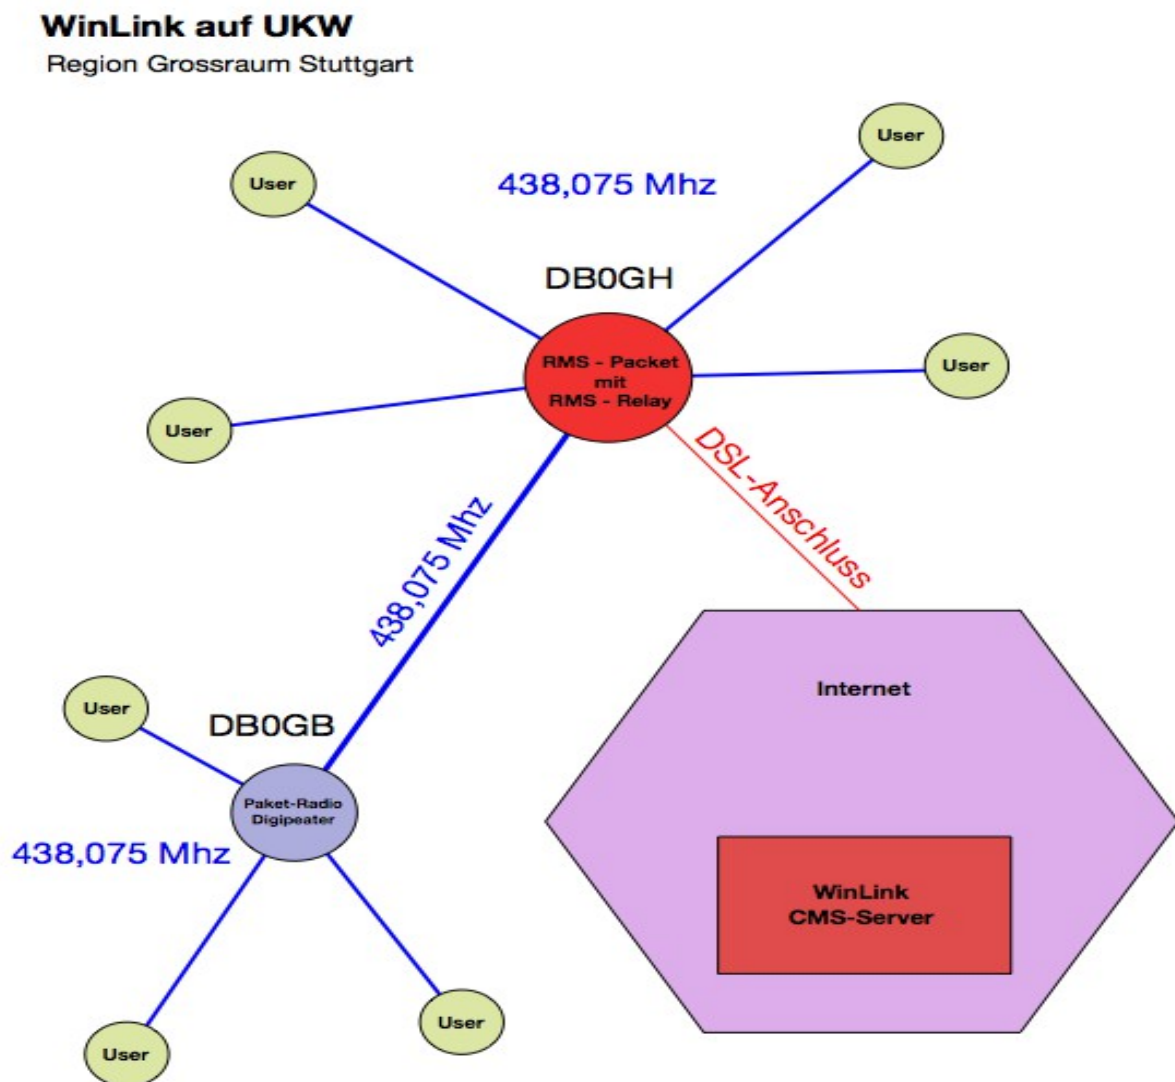 WinLink auf UKW
Region Grossraum Stuttgart
User
438,075 Mhz
User
DB0GH
RMS - Packet
mit
RMS - Relay
User
User
DSL-Anschluss
438,075 Mhz
Internet
User
DB0GB
Paket-Radio
Digipeater
438,075 Mhz
WinLink
CMS-Server
User
User